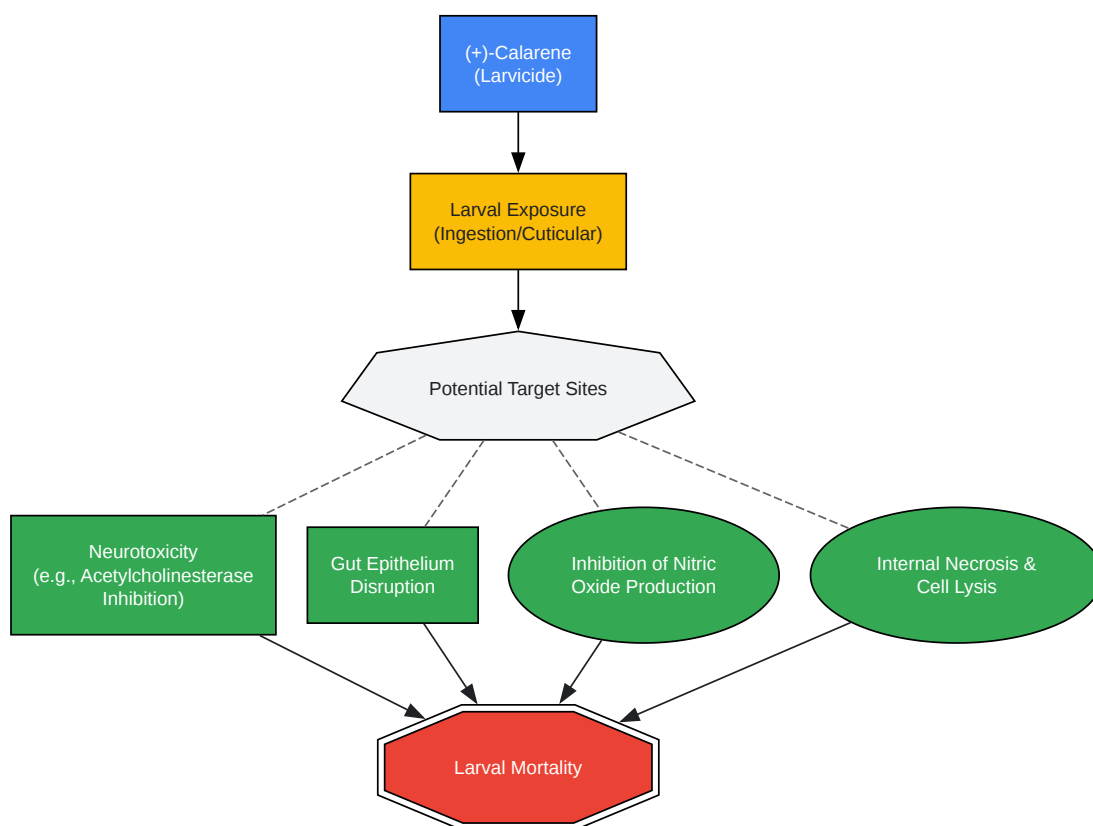 (+)-Calarene
(Larvicide)
Larval Exposure
(Ingestion/Cuticular)
Potential Target Sites
Neurotoxicity
(e.g., Acetylcholinesterase
Inhibition)
Gut Epithelium
Disruption
Inhibition of Nitric
Oxide Production
Internal Necrosis &
Cell Lysis
Larval Mortality